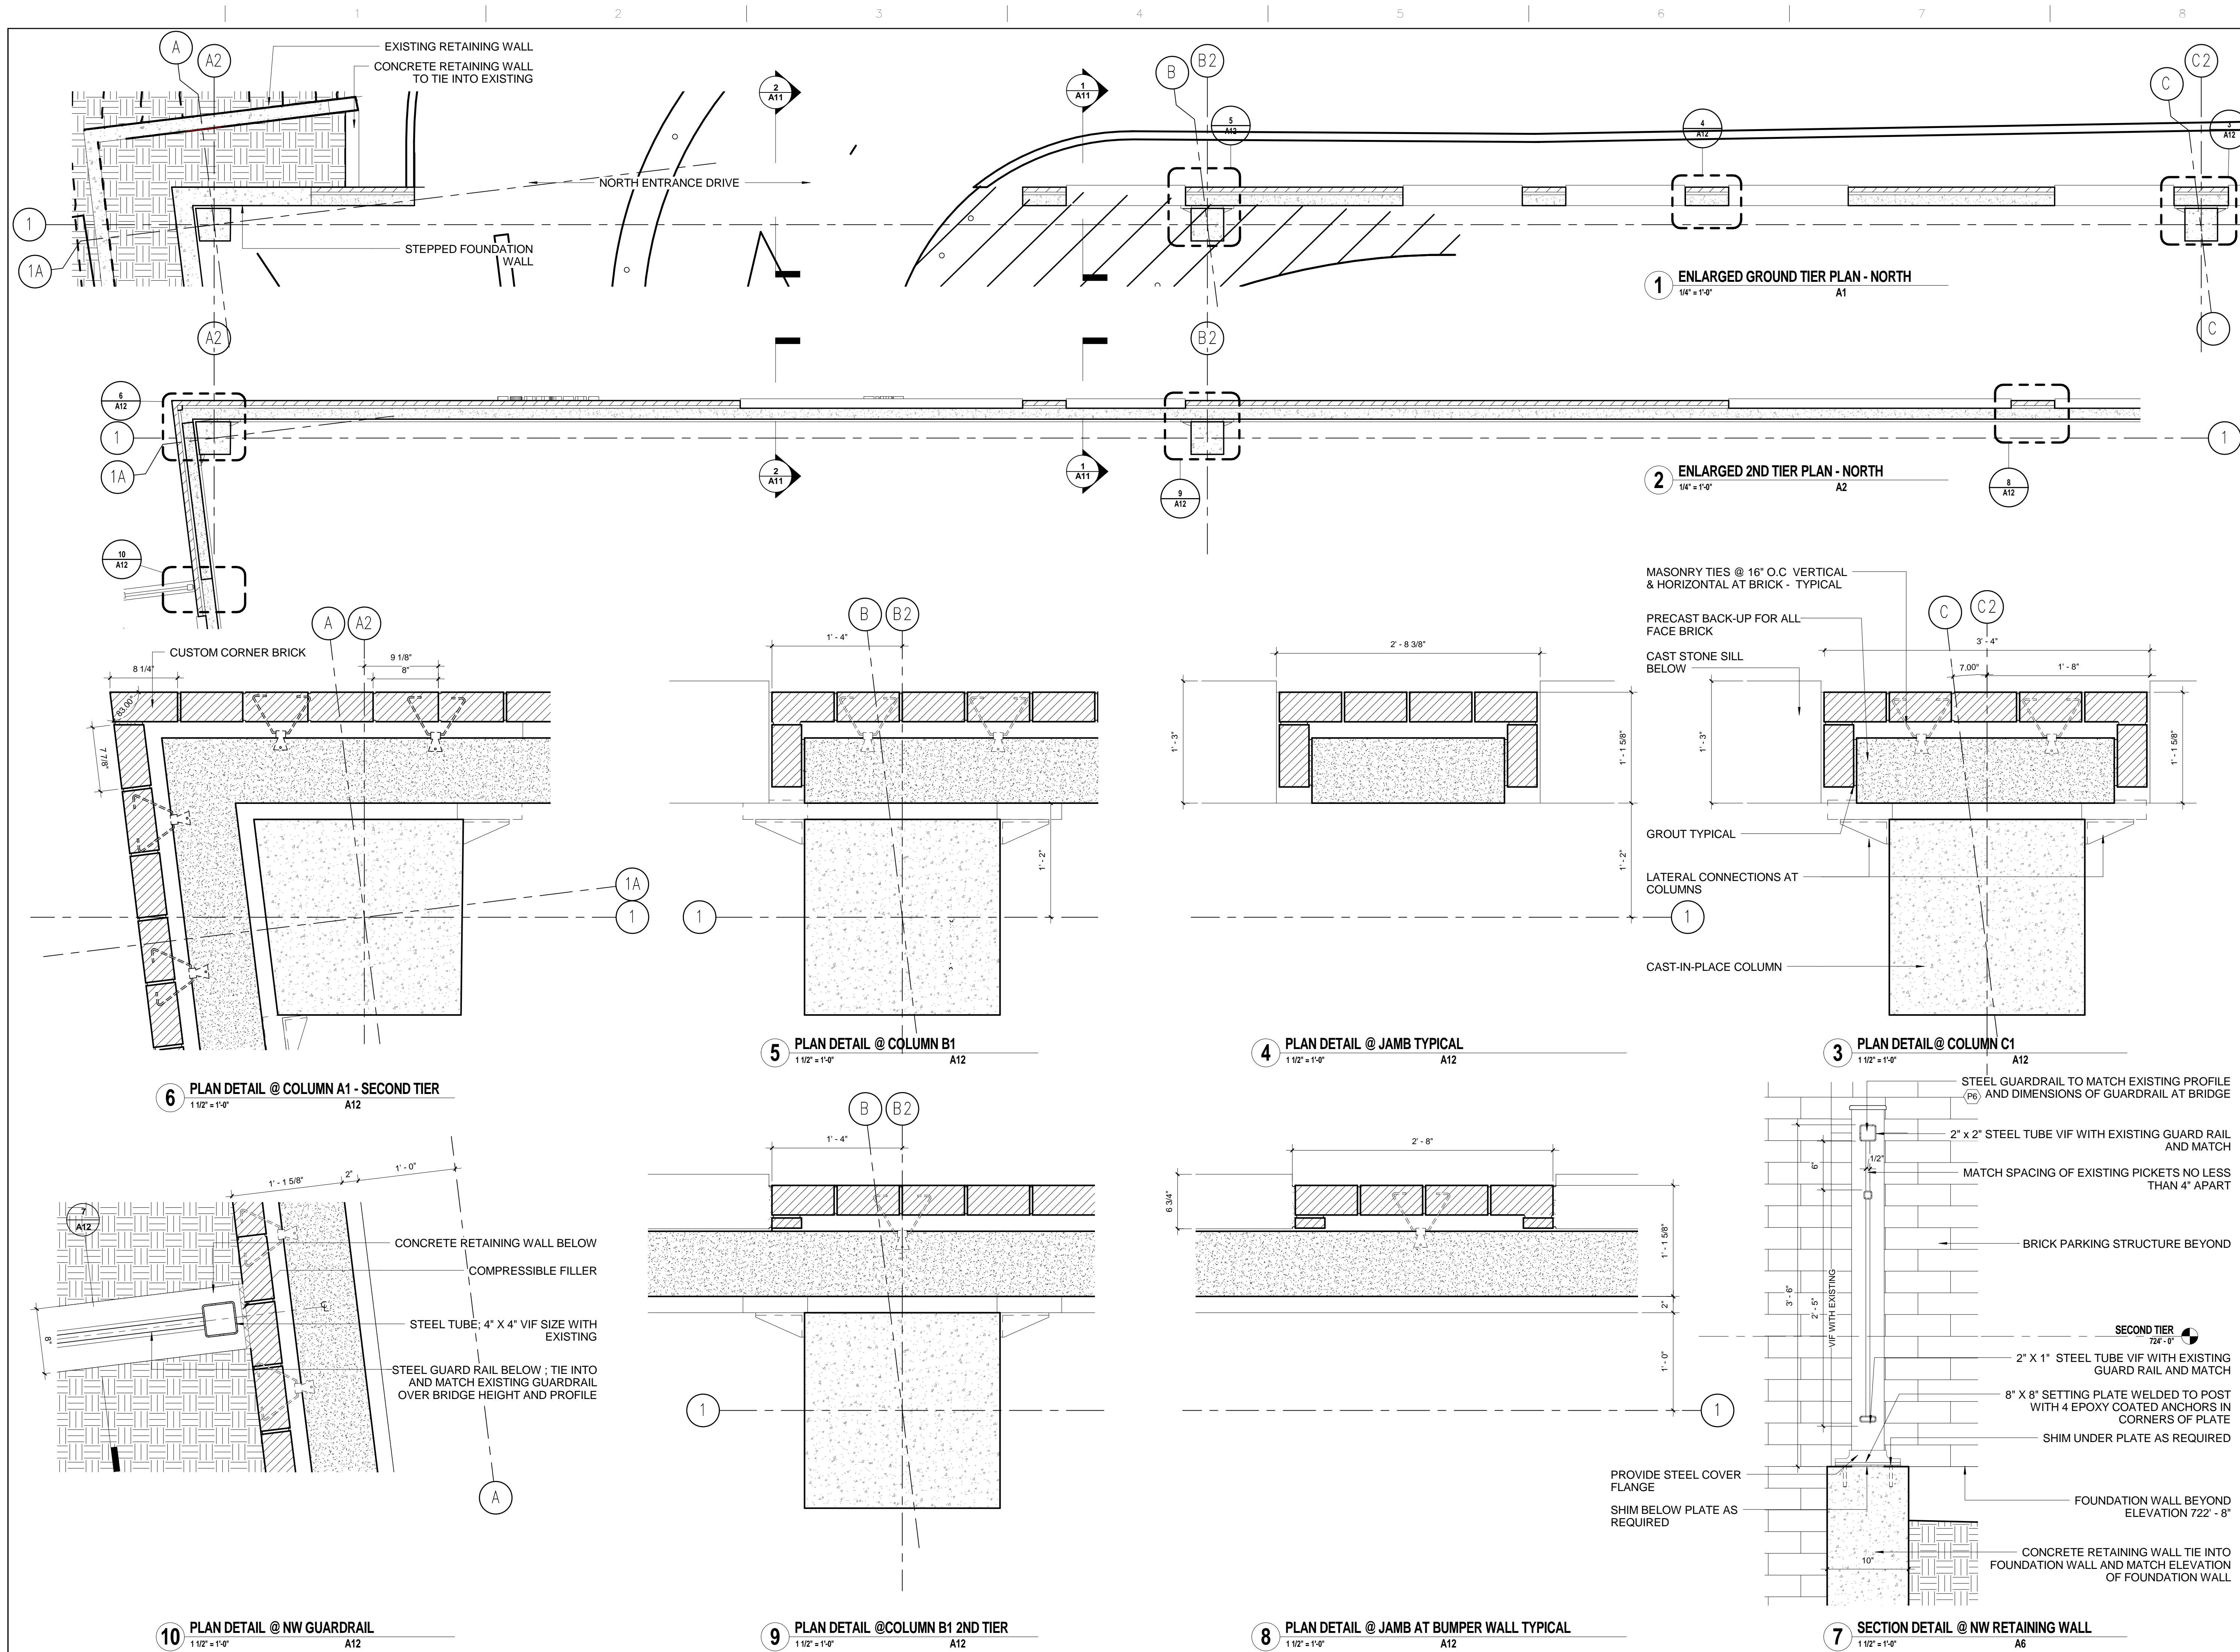 1
2
3
4
5
6
7
8
A
A2
EXISTING RETAINING WALL
CONCRETE RETAINING WALL
TO TIE INTO EXISTING
2
A11
1
A11
B
B2
5
A12
4
A12
C
C2
3
A12
NORTH ENTRANCE DRIVE
1
1A
STEPPED FOUNDATION
WALL
1 ENLARGED GROUND TIER PLAN - NORTH
1/4" = 1'-0" A1
C
A2
B2
6
A12
1
1A
2
A11
1
A11
9
A12
1
2 ENLARGED 2ND TIER PLAN - NORTH
1/4" = 1'-0" A2
8
A12
10
A12
A
A2
CUSTOM CORNER BRICK
8 1/4"
9 1/8"
8"
83.00°
7 7/8"
1A
1
6 PLAN DETAIL @ COLUMN A1 - SECOND TIER
1 1/2" = 1'-0" A12
B
B2
1' - 4"
1' - 2"
1
5 PLAN DETAIL @ COLUMN B1
1 1/2" = 1'-0" A12
2' - 8 3/8"
1' - 3"
1' - 1 5/8"
1' - 2"
1
4 PLAN DETAIL @ JAMB TYPICAL
1 1/2" = 1'-0" A12
MASONRY TIES @ 16" O.C VERTICAL
& HORIZONTAL AT BRICK - TYPICAL
PRECAST BACK-UP FOR ALL
FACE BRICK
CAST STONE SILL
BELOW
C
C2
3' - 4"
7.00"
1' - 8"
1' - 3"
1' - 1 5/8"
GROUT TYPICAL
LATERAL CONNECTIONS AT
COLUMNS
CAST-IN-PLACE COLUMN
3 PLAN DETAIL@ COLUMN C1
1 1/2" = 1'-0" A12
1' - 1 5/8"
2"
1' - 0"
7
A12
8"
CONCRETE RETAINING WALL BELOW
COMPRESSIBLE FILLER
STEEL TUBE; 4" X 4" VIF SIZE WITH
EXISTING
STEEL GUARD RAIL BELOW ; TIE INTO
AND MATCH EXISTING GUARDRAIL
OVER BRIDGE HEIGHT AND PROFILE
A
10 PLAN DETAIL @ NW GUARDRAIL
1 1/2" = 1'-0" A12
B
B2
1' - 4"
1
9 PLAN DETAIL @COLUMN B1 2ND TIER
1 1/2" = 1'-0" A12
2' - 8"
6 3/4"
1' - 1 5/8"
2"
1' - 0"
1
8 PLAN DETAIL @ JAMB AT BUMPER WALL TYPICAL
1 1/2" = 1'-0" A12
STEEL GUARDRAIL TO MATCH EXISTING PROFILE
P6 AND DIMENSIONS OF GUARDRAIL AT BRIDGE
2" x 2" STEEL TUBE VIF WITH EXISTING GUARD RAIL
AND MATCH
1/2"
6"
MATCH SPACING OF EXISTING PICKETS NO LESS
THAN 4" APART
BRICK PARKING STRUCTURE BEYOND
3' - 6"
2' - 5"
VIF WITH EXISTING
SECOND TIER
724' - 0"
2" X 1" STEEL TUBE VIF WITH EXISTING
GUARD RAIL AND MATCH
8" X 8" SETTING PLATE WELDED TO POST
WITH 4 EPOXY COATED ANCHORS IN
CORNERS OF PLATE
SHIM UNDER PLATE AS REQUIRED
PROVIDE STEEL COVER
FLANGE
SHIM BELOW PLATE AS
REQUIRED
FOUNDATION WALL BEYOND
ELEVATION 722' - 8"
10"
CONCRETE RETAINING WALL TIE INTO
FOUNDATION WALL AND MATCH ELEVATION
OF FOUNDATION WALL
7 SECTION DETAIL @ NW RETAINING WALL
1 1/2" = 1'-0" A6